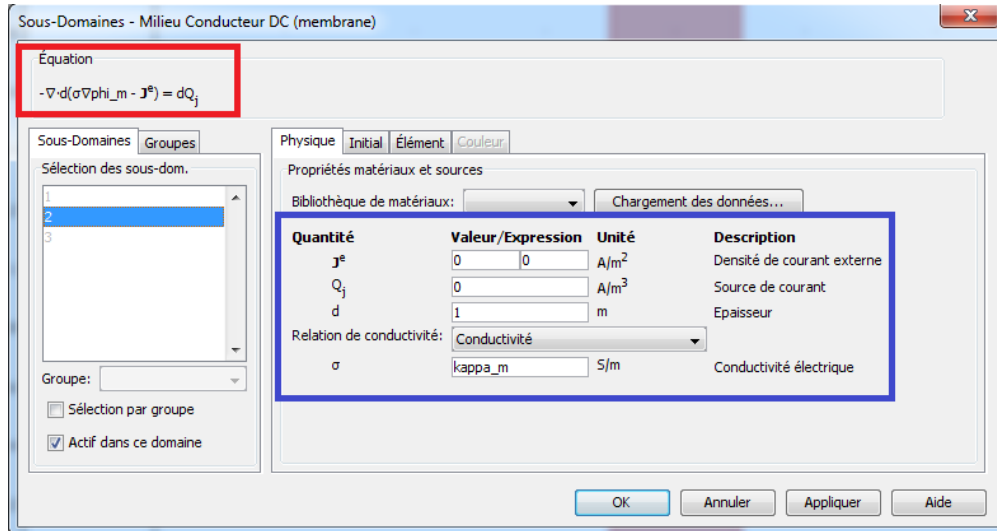 Sous-Domaines - Milieu Conducteur DC (membrane)
Équation
-∇·d(σ∇phi_m - Jᵉ) = dQⱼ
Sous-Domaines Groupes
Sélection des sous-dom.
1
2
3
Groupe:
Sélection par groupe
Actif dans ce domaine
Physique Initial Élément Couleur
Propriétés matériaux et sources
Bibliothèque de matériaux: Chargement des données...
Quantité Valeur/Expression Unité Description
Jᵉ 0 0 A/m² Densité de courant externe
Qⱼ 0 A/m³ Source de courant
d 1 m Epaisseur
Relation de conductivité: Conductivité
σ kappa_m S/m Conductivité électrique
OK Annuler Appliquer Aide